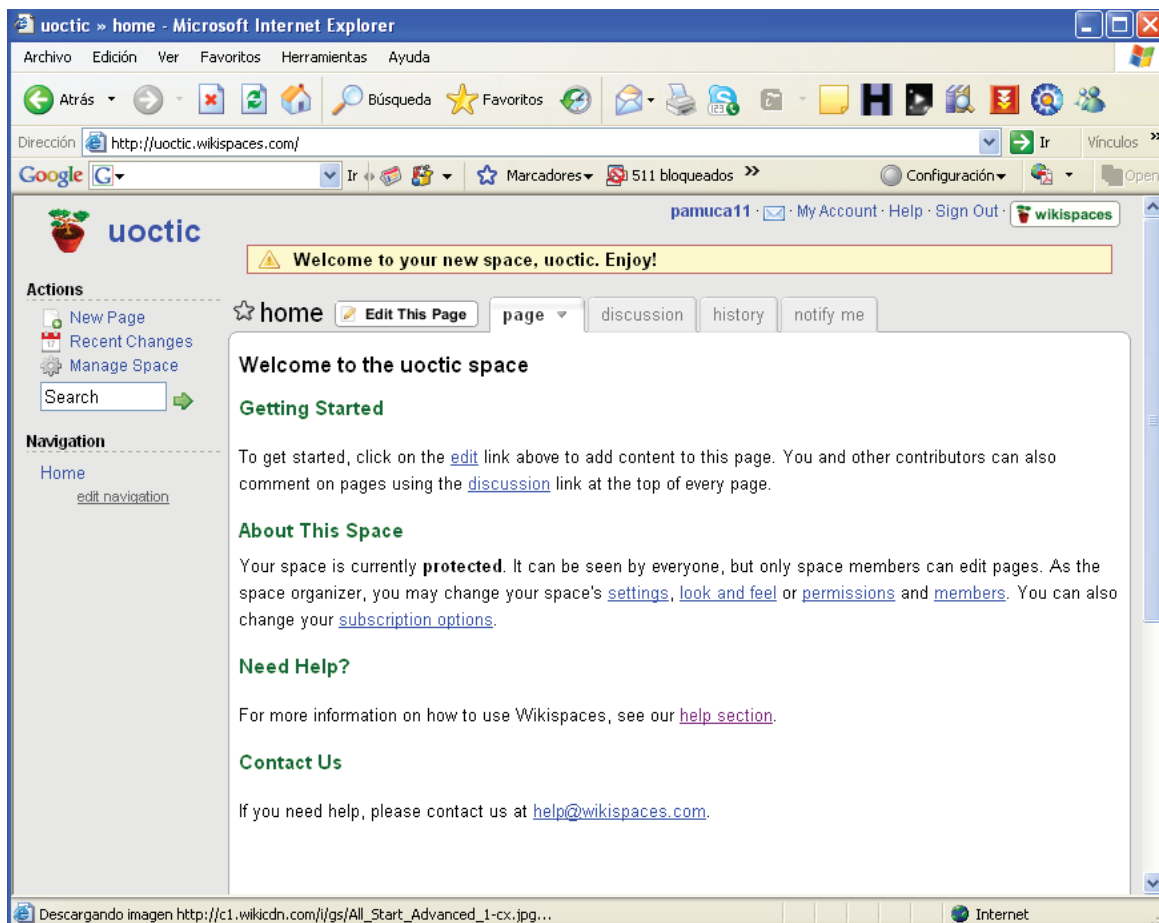 uoctic » home - Microsoft Internet Explorer
Archivo Edición Ver Favoritos Herramientas Ayuda
Atrás Búsqueda Favoritos
Dirección http://uoctic.wikispaces.com/ Ir Vínculos »
Google G Ir Marcadores 511 bloqueados » Configuración Open
pamuca11 · · My Account · Help · Sign Out · wikispaces
uoctic
Welcome to your new space, uoctic. Enjoy!
Actions
New Page
Recent Changes
Manage Space
Search
Navigation
Home
edit navigation
home Edit This Page page discussion history notify me
Welcome to the uoctic space
Getting Started
To get started, click on the edit link above to add content to this page. You and other contributors can also
comment on pages using the discussion link at the top of every page.
About This Space
Your space is currently protected. It can be seen by everyone, but only space members can edit pages. As the
space organizer, you may change your space's settings, look and feel or permissions and members. You can also
change your subscription options.
Need Help?
For more information on how to use Wikispaces, see our help section.
Contact Us
If you need help, please contact us at help@wikispaces.com.
Descargando imagen http://c1.wikicdn.com/i/gs/All_Start_Advanced_1-cx.jpg... Internet